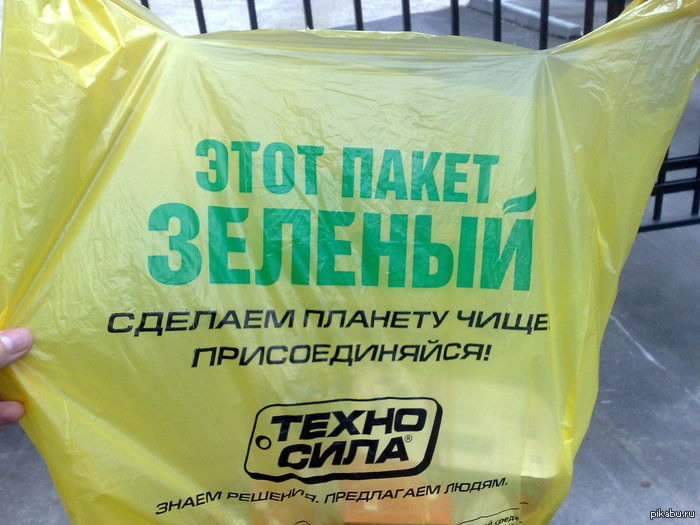 ЭТОТ ПАКЕТ
ЗЕЛЕНЫЙ
СДЕЛАЕМ ПЛАНЕТУ ЧИЩЕ
ПРИСОЕДИНЯЙСЯ!
ТЕХНО
СИЛА®
ЗНАЕМ РЕШЕНИЯ. ПРЕДЛАГАЕМ ЛЮДЯМ.
pikabu.ru